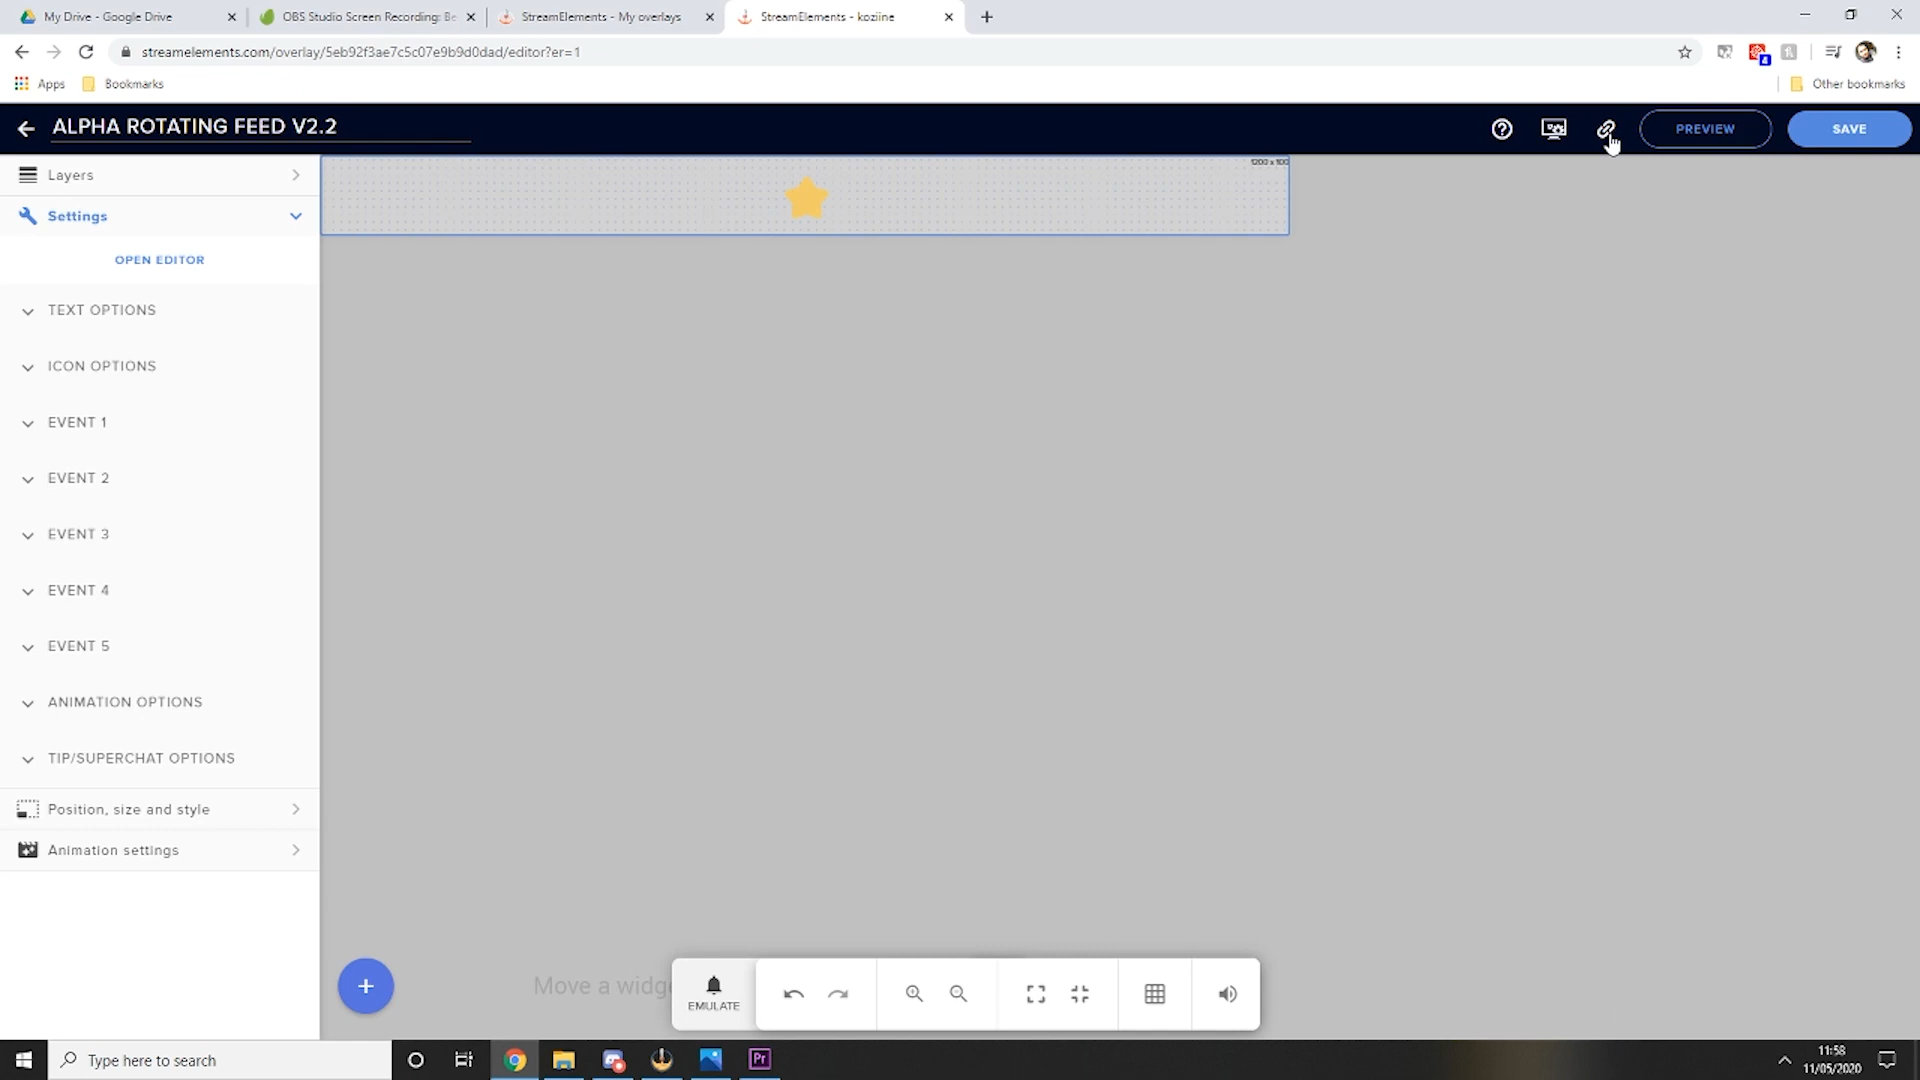 My Drive - Google Drive
OBS Studio Screen Recording: Be
StreamElements - My overlays
StreamElements - koziine
streamelements.com/overlay/5eb92f3ae7c5c07e9b9d0dad/editor?er=1
Apps
Bookmarks
Other bookmarks
ALPHA ROTATING FEED V2.2
PREVIEW
SAVE
Layers
1200 x 100
Settings
OPEN EDITOR
TEXT OPTIONS
ICON OPTIONS
EVENT 1
EVENT 2
EVENT 3
EVENT 4
EVENT 5
ANIMATION OPTIONS
TIP/SUPERCHAT OPTIONS
Position, size and style
Animation settings
Move a widg
EMULATE
Type here to search
Pr
11:58
11/05/2020